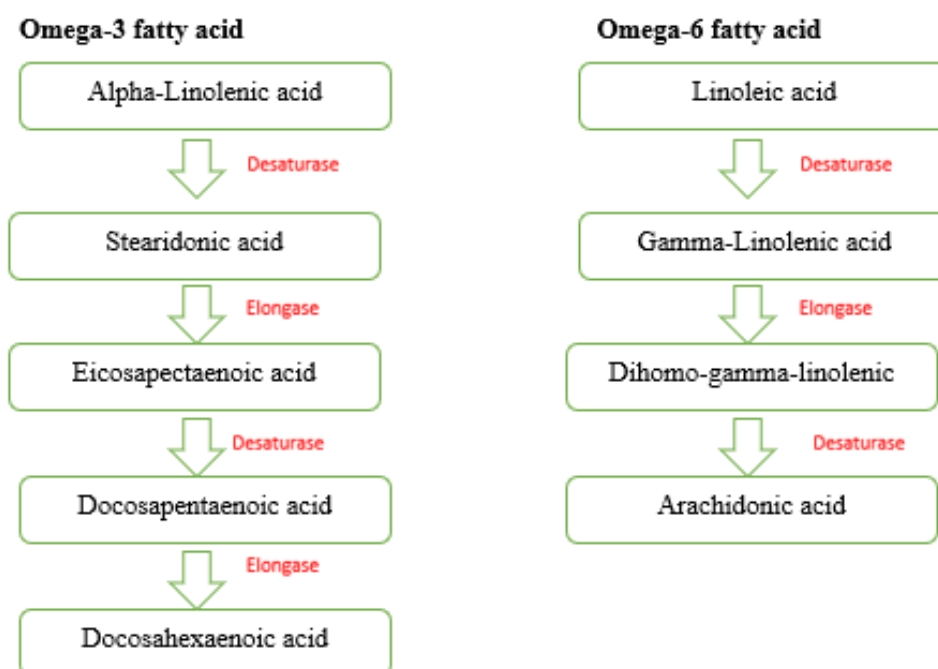 Omega-3 fatty acid
Alpha-Linolenic acid
Desaturase
Stearidonic acid
Elongase
Eicosapectaenoic acid
Desaturase
Docosapentaenoic acid
Elongase
Docosahexaenoic acid
Omega-6 fatty acid
Linoleic acid
Desaturase
Gamma-Linolenic acid
Elongase
Dihomo-gamma-linolenic
Desaturase
Arachidonic acid